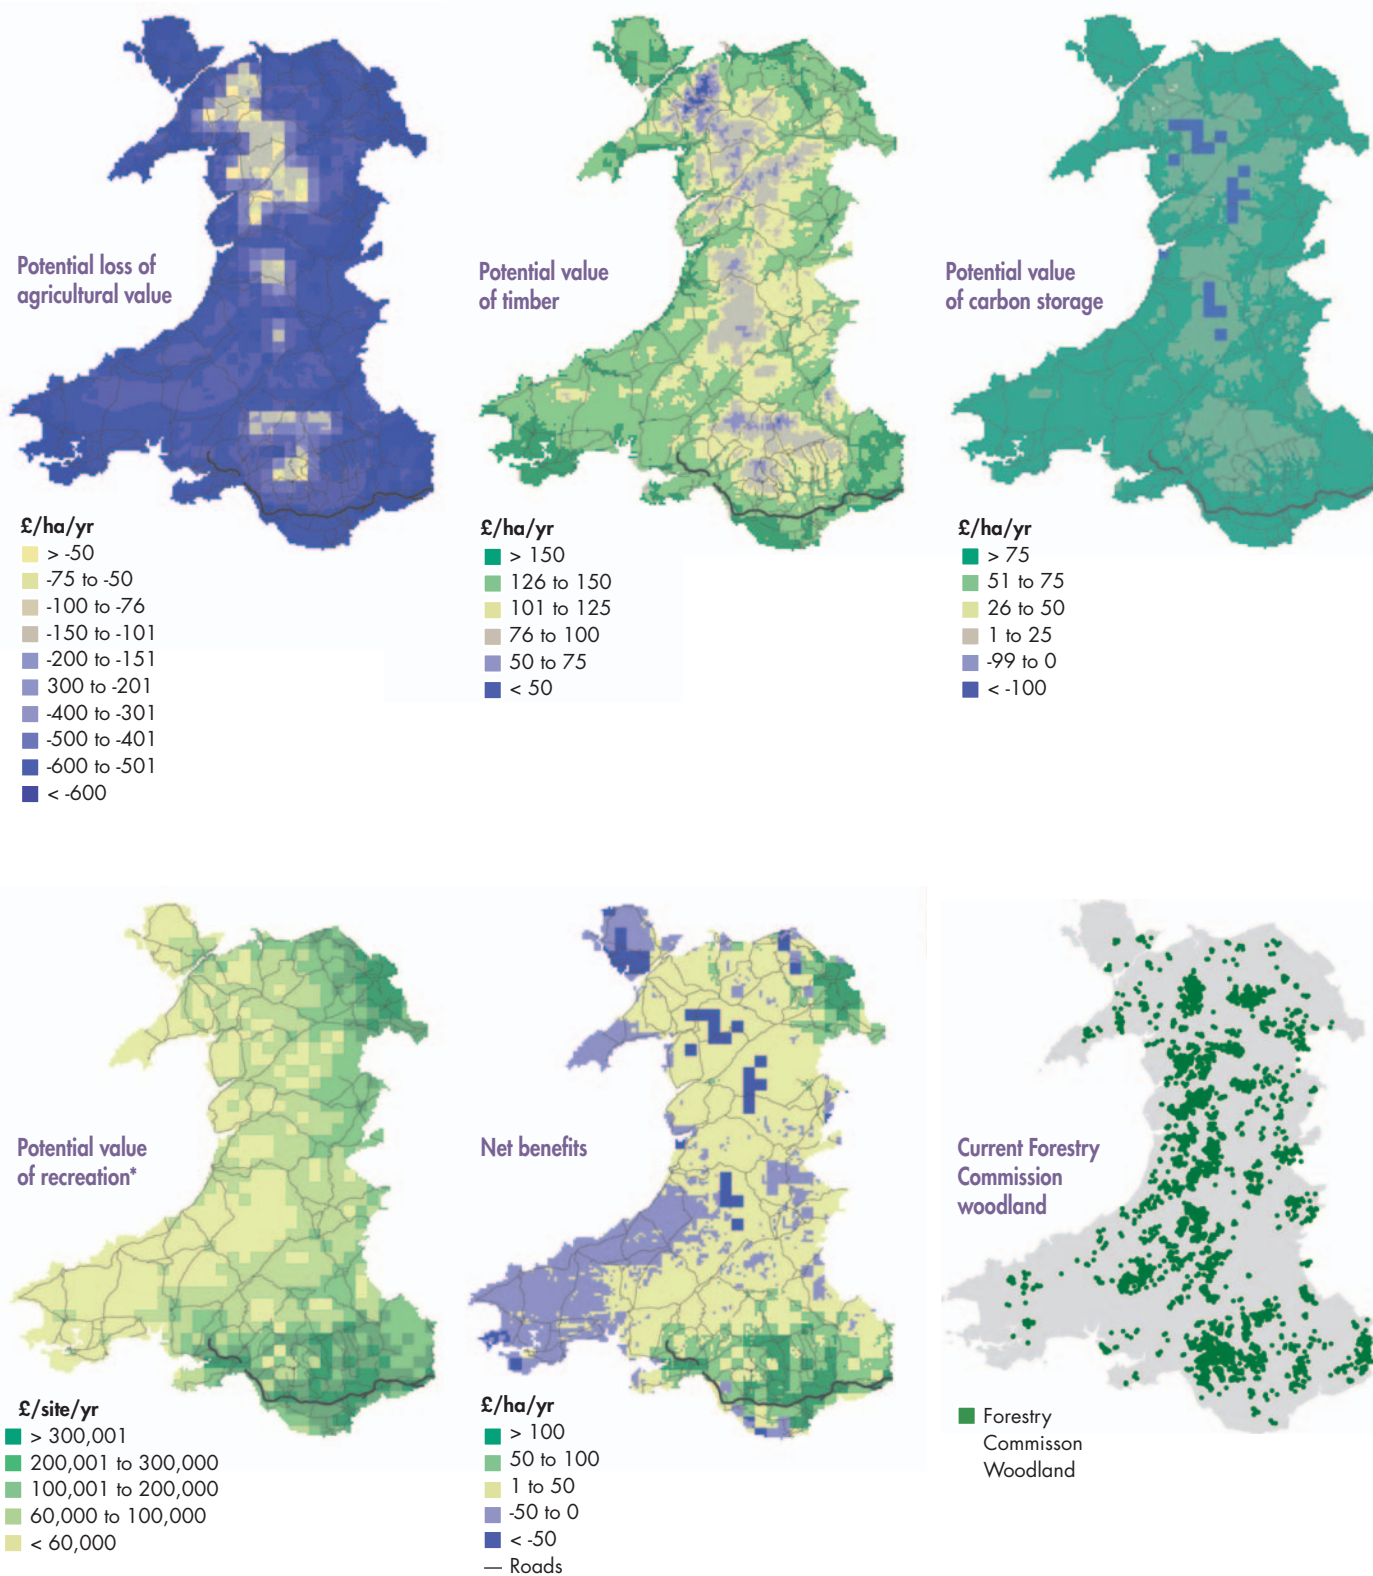 Potential loss of
agricultural value
£/ha/yr
> -50
-75 to -50
-100 to -76
-150 to -101
-200 to -151
300 to -201
-400 to -301
-500 to -401
-600 to -501
< -600
Potential value
of timber
£/ha/yr
> 150
126 to 150
101 to 125
76 to 100
50 to 75
< 50
Potential value
of carbon storage
£/ha/yr
> 75
51 to 75
26 to 50
1 to 25
-99 to 0
< -100
Potential value
of recreation*
£/site/yr
> 300,001
200,001 to 300,000
100,001 to 200,000
60,000 to 100,000
< 60,000
Net benefits
£/ha/yr
> 100
50 to 100
1 to 50
-50 to 0
< -50
Roads
Current Forestry
Commission
woodland
Forestry
Commisson
Woodland